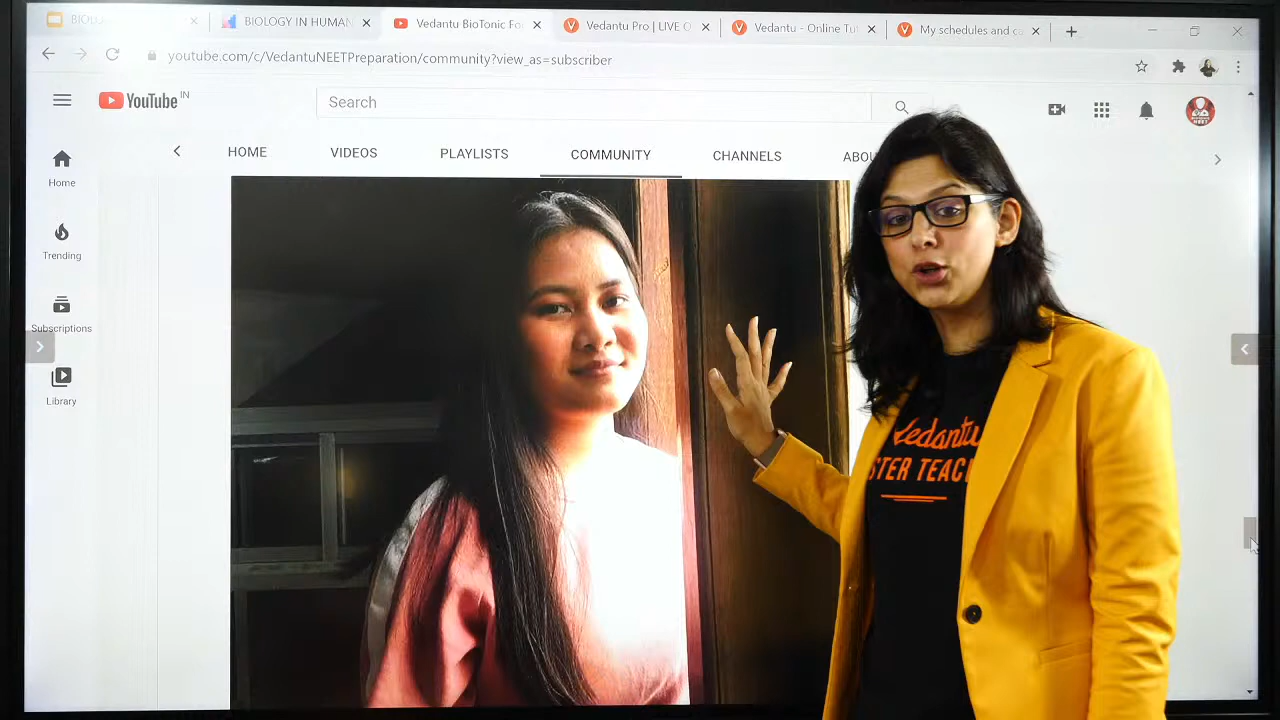 BIOLOGY IN HUMAN
Vedantu BioTonic Fo
Vedantu Pro | LIVE O
Vedantu - Online Tut
My schedules and c
youtube.com/c/VedantuNEETPreparation/community?view_as=subscriber
YouTube IN
Search
HOME VIDEOS PLAYLISTS COMMUNITY CHANNELS ABOU
Home
Trending
Subscriptions
Library
Vedantu
STER TEAC